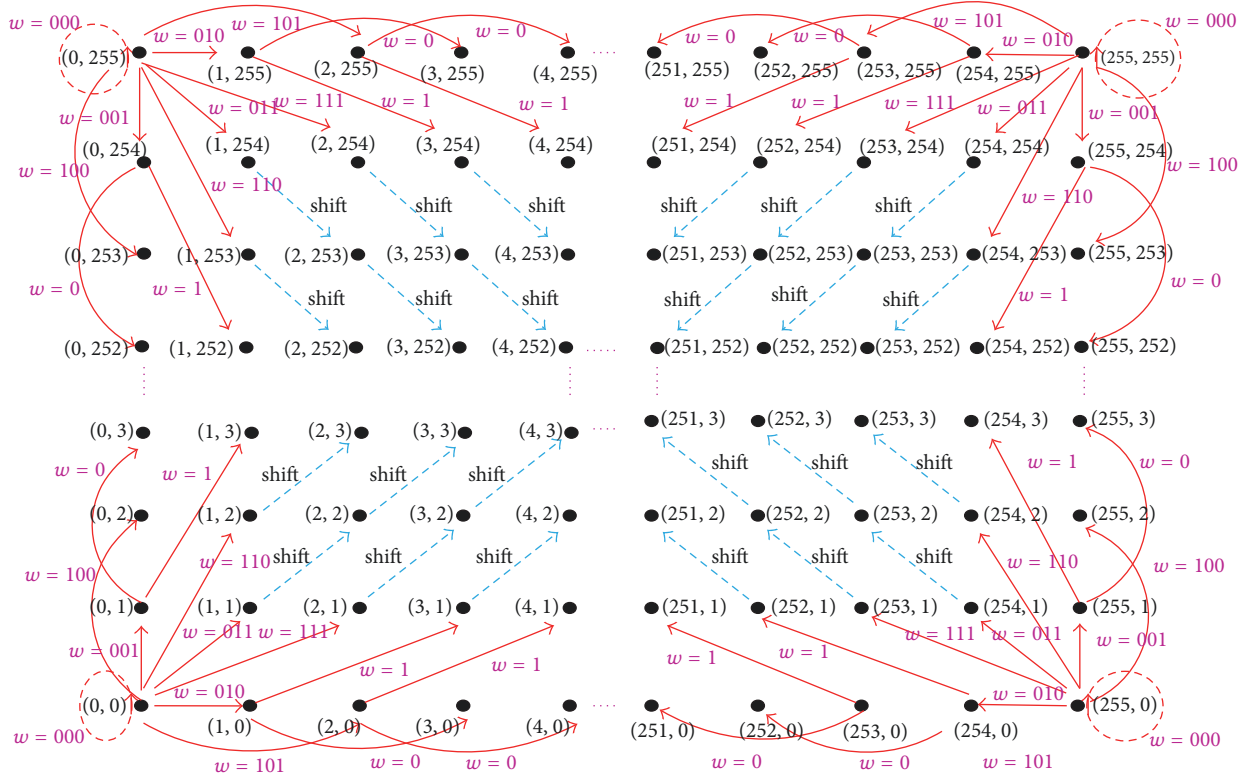 w = 000 w = 010 w = 101 w = 0 w = 0 w = 0 w = 0 w = 101 w = 010 w = 000
(0, 255) (1, 255) (2, 255) (3, 255) (4, 255) (251, 255) (252, 255) (253, 255) (254, 255) (255, 255)
w = 001 w = 011 w = 111 w = 1 w = 1 w = 1 w = 1 w = 111 w = 011 w = 001
(0, 254) (1, 254) (2, 254) (3, 254) (4, 254) (251, 254) (252, 254) (253, 254) (254, 254) (255, 254)
w = 100 w = 110 w = 110 w = 100
shift shift shift shift shift shift
(0, 253) (1, 253) (2, 253) (3, 253) (4, 253) (251, 253) (252, 253) (253, 253) (254, 253) (255, 253)
w = 0 w = 1 shift shift shift shift shift shift w = 1 w = 0
(0, 252) (1, 252) (2, 252) (3, 252) (4, 252) (251, 252) (252, 252) (253, 252) (254, 252) (255, 252)
(0, 3) (1, 3) (2, 3) (3, 3) (4, 3) (251, 3) (252, 3) (253, 3) (254, 3) (255, 3)
w = 0 w = 1 shift shift shift shift shift shift w = 1 w = 0
(0, 2) (1, 2) (2, 2) (3, 2) (4, 2) (251, 2) (252, 2) (253, 2) (254, 2) (255, 2)
w = 100 w = 110 shift shift shift shift shift shift w = 110 w = 100
(0, 1) (1, 1) (2, 1) (3, 1) (4, 1) (251, 1) (252, 1) (253, 1) (254, 1) (255, 1)
w = 001 w = 011 w = 111 w = 1 w = 1 w = 1 w = 1 w = 111 w = 011 w = 001
w = 010 w = 010
(0, 0) (1, 0) (2, 0) (3, 0) (4, 0) (251, 0) (252, 0) (253, 0) (254, 0) (255, 0)
w = 000 w = 101 w = 0 w = 0 w = 0 w = 0 w = 101 w = 000